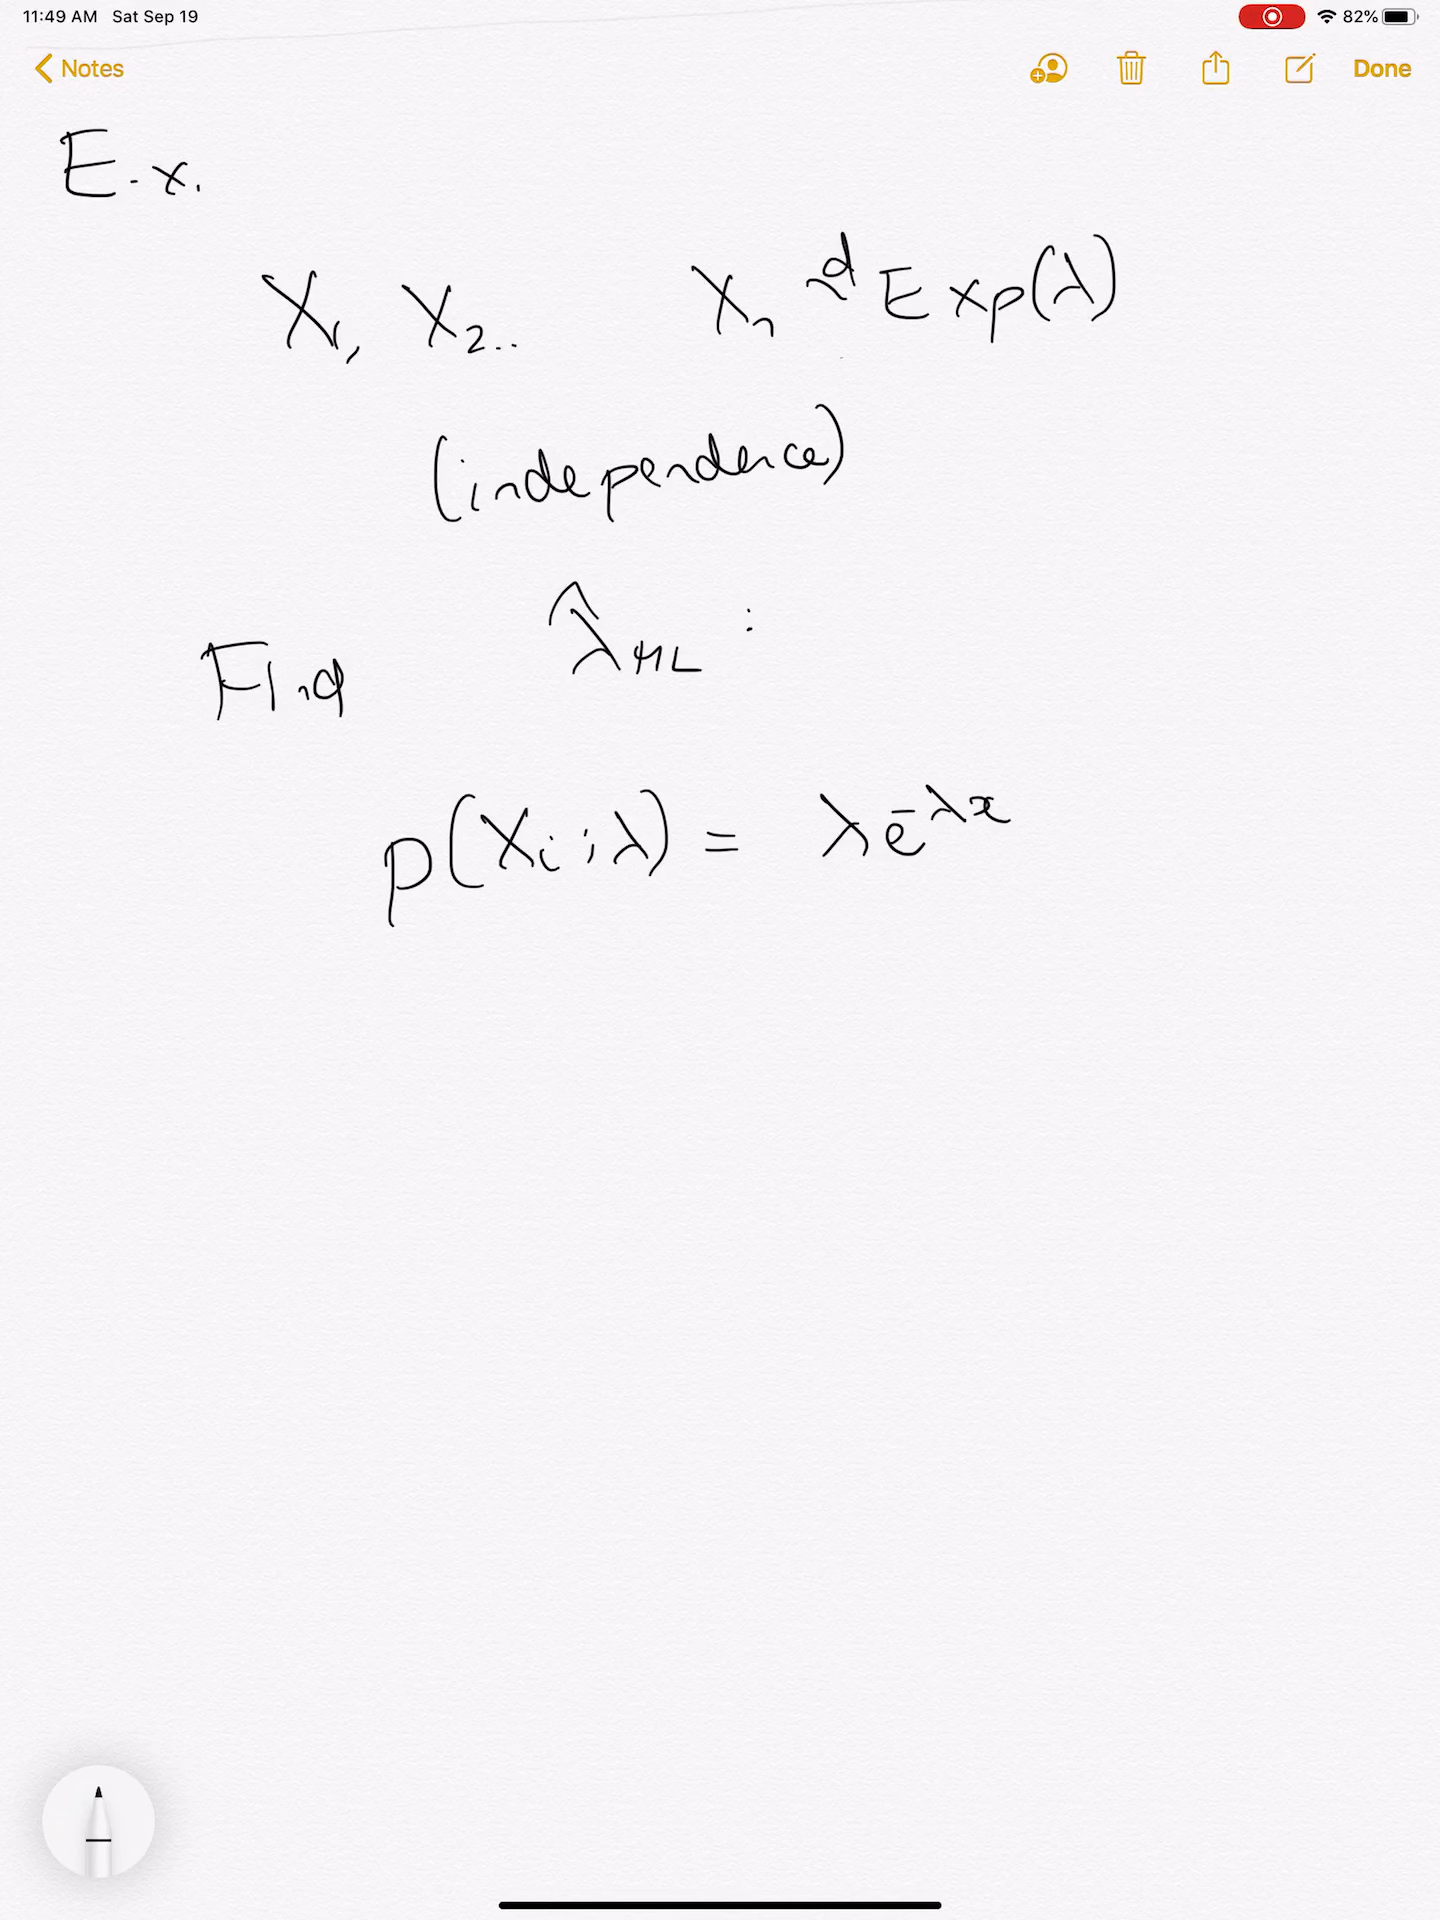 11:49 AM Sat Sep 19 82%
Notes Done
E.x.
X₁, X₂.. Xₙ ~ᵈ Exp(λ)
(independence)
Find λ̂ ML :
p(Xᵢ ; λ) = λe^-λx